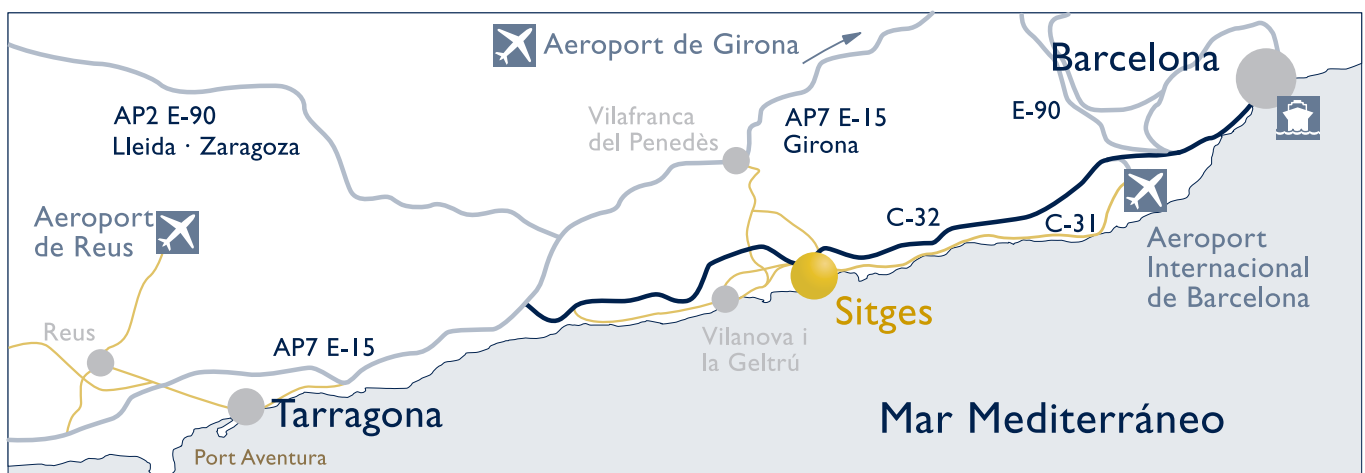 Aeroport de Girona
Barcelona
AP2 E-90
Lleida · Zaragoza
Vilafranca
del Penedès
AP7 E-15
Girona
E-90
Aeroport
de Reus
C-32
C-31
Aeroport
Internacional
de Barcelona
Sitges
Reus
AP7 E-15
Vilanova i
la Geltrú
Tarragona
Mar Mediterráneo
Port Aventura